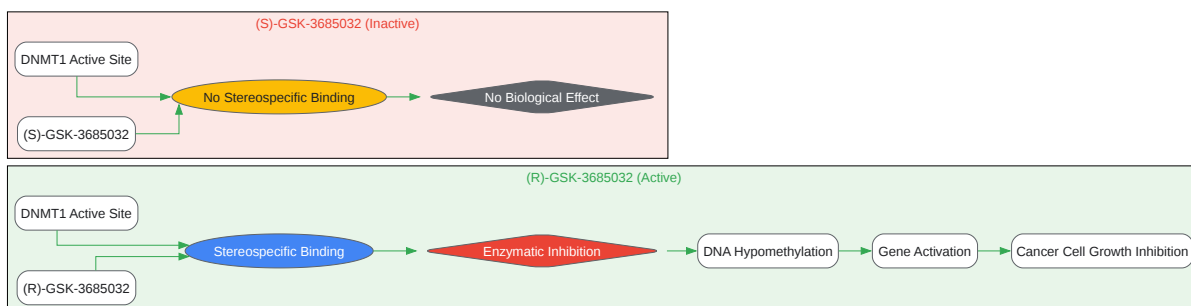 (S)-GSK-3685032 (Inactive)
DNMT1 Active Site
No Stereospecific Binding
No Biological Effect
(S)-GSK-3685032
(R)-GSK-3685032 (Active)
DNMT1 Active Site
Stereospecific Binding
Enzymatic Inhibition
DNA Hypomethylation
Gene Activation
Cancer Cell Growth Inhibition
(R)-GSK-3685032